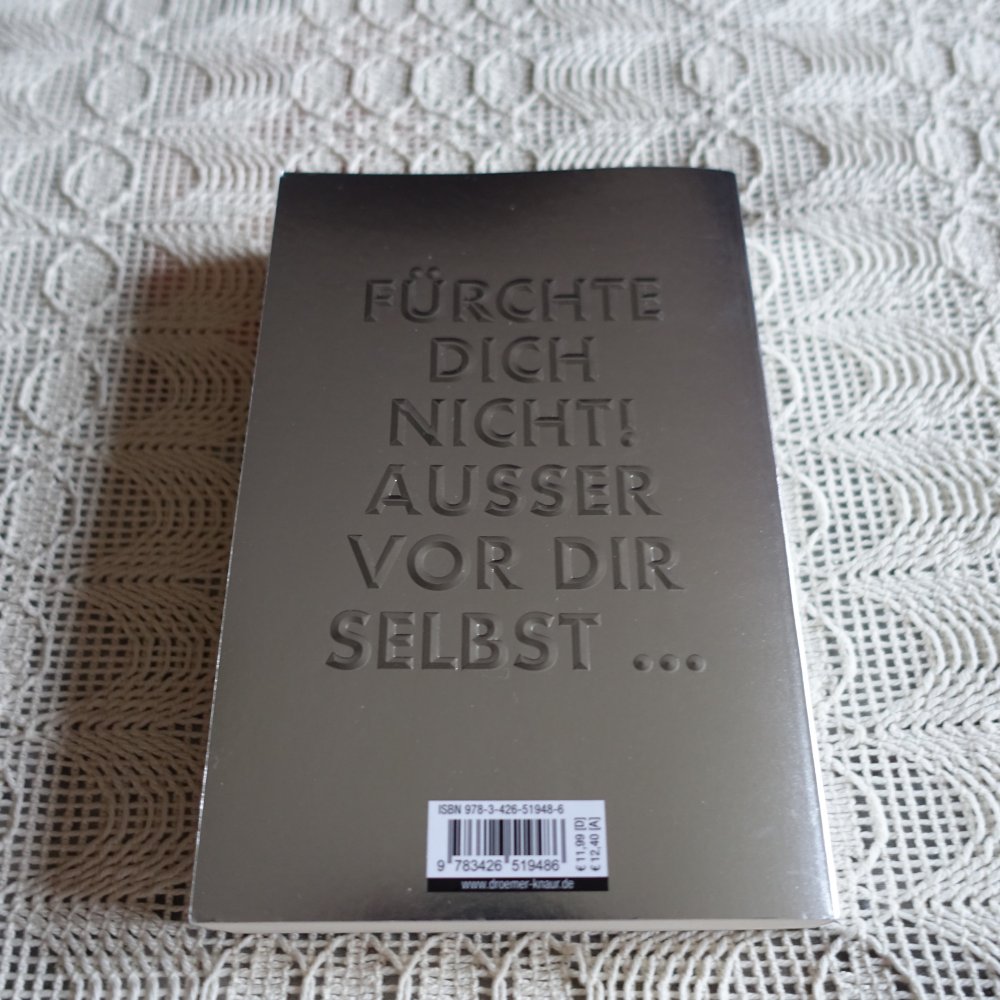 FÜRCHTE
DICH
NICHT!
AUSSER
VOR DIR
SELBST ...
ISBN 978-3-426-51948-6
9 783426 519486
€ 11,99 [D]
€ 12,40 [A]
www.droemer-knaur.de